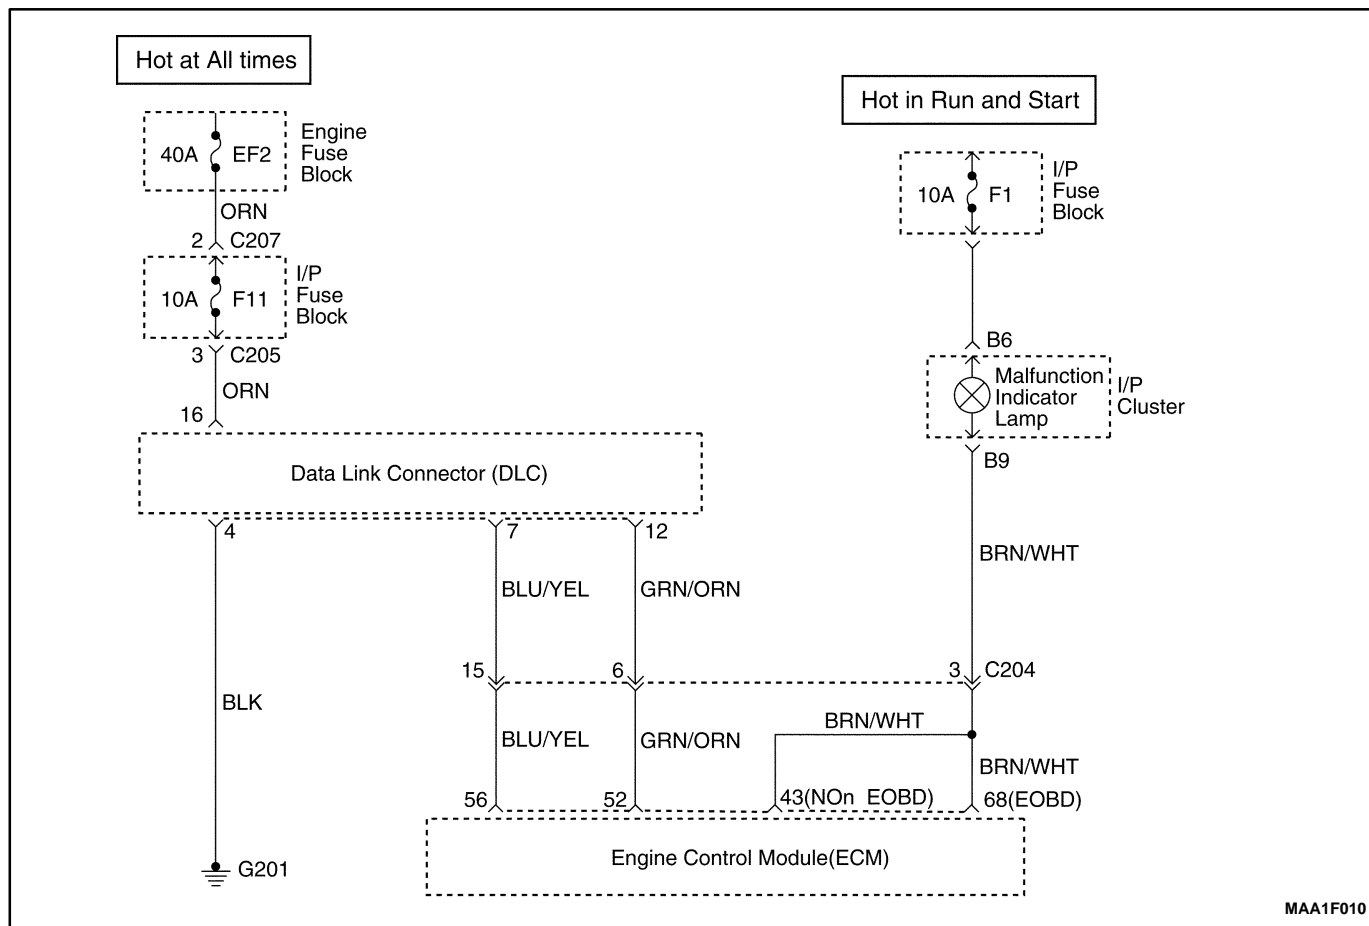 Hot at All times
Hot in Run and Start
40A EF2
Engine
Fuse
Block
ORN
2 C207
10A F11
I/P
Fuse
Block
3 C205
ORN
16
Data Link Connector (DLC)
4
7
12
BLU/YEL
GRN/ORN
10A F1
I/P
Fuse
Block
B6
Malfunction
Indicator
Lamp
I/P
Cluster
B9
BRN/WHT
15
6
3 C204
BLK
BLU/YEL
GRN/ORN
BRN/WHT
BRN/WHT
56
52
43(NOn EOBD)
68(EOBD)
Engine Control Module(ECM)
G201
MAA1F010